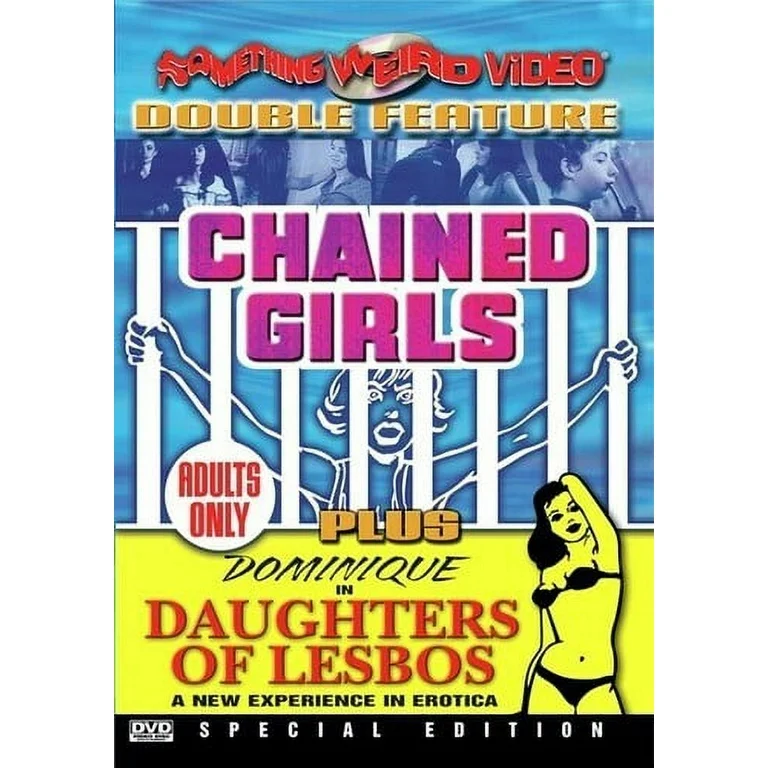 SOMETHING WEIRD VIDEO
DOUBLE FEATURE
CHAINED
GIRLS
ADULTS
ONLY
PLUS
DOMINIQUE
IN
DAUGHTERS
OF LESBOS
A NEW EXPERIENCE IN EROTICA
DVD SPECIAL EDITION